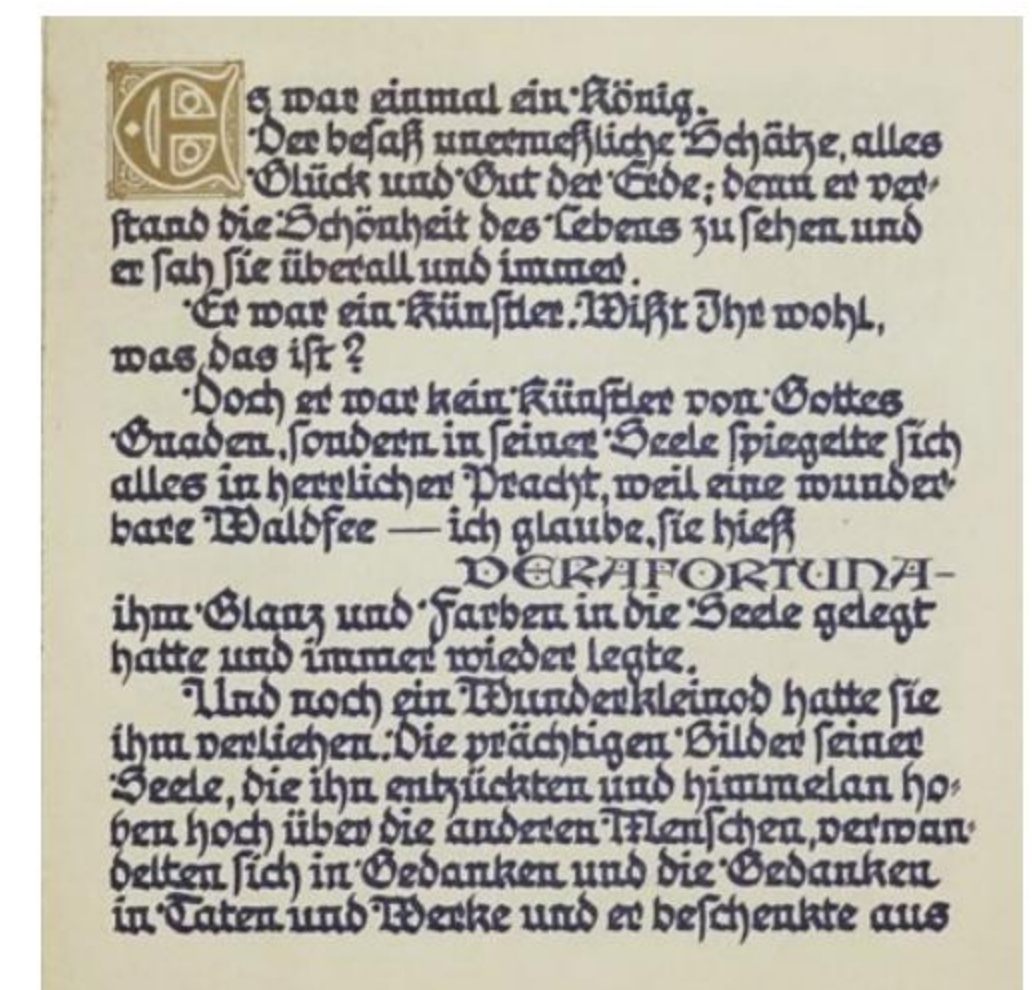 Es war einmal ein König.
Der besaß unermeßliche Schätze, alles
Glück und Gut der Erde; denn er ver-
stand die Schönheit des Lebens zu sehen und
er sah sie überall und immer.
Er war ein Künstler. Wißt Ihr wohl,
was das ist?
Doch er war kein Künstler von Gottes
Gnaden, sondern in seiner Seele spiegelte sich
alles in herrlicher Pracht, weil eine wunder-
bare Waldfee — ich glaube, sie hieß
VERA FORTUNA-
ihm Glanz und Farben in die Seele gelegt
hatte und immer wieder legte.
Und noch ein Wunderkleinod hatte sie
ihm verliehen. Die prächtigen Bilder seiner
Seele, die ihn entzückten und himmelan ho-
ben hoch über die anderen Menschen, verwan-
delten sich in Gedanken und die Gedanken
in Taten und Werke und er beschenkte aus